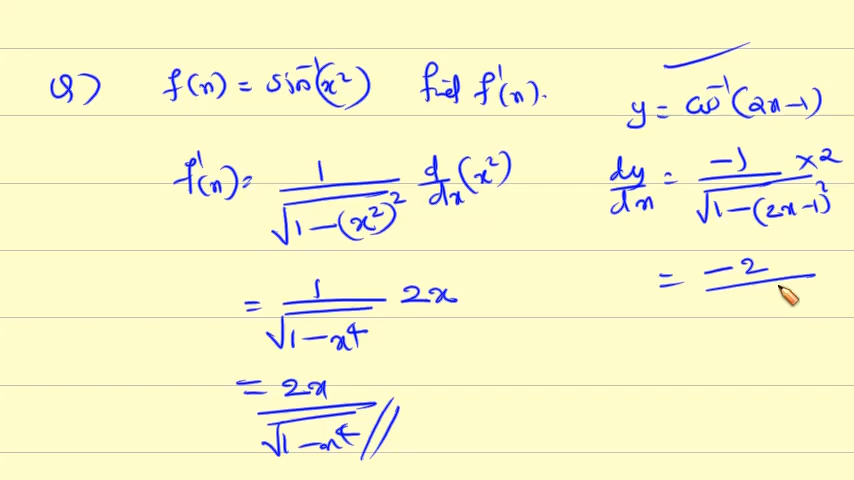 Q) f(x) = sin⁻¹(x²) find f'(x).
f'(x) = 1/√(1-(x²)²) d/dx (x²)
= 1/√(1-x⁴) 2x
= 2x/√(1-x⁴) //
y = cos⁻¹(2x-1)
dy/dx = -1/√(1-(2x-1)²) × 2
= -2